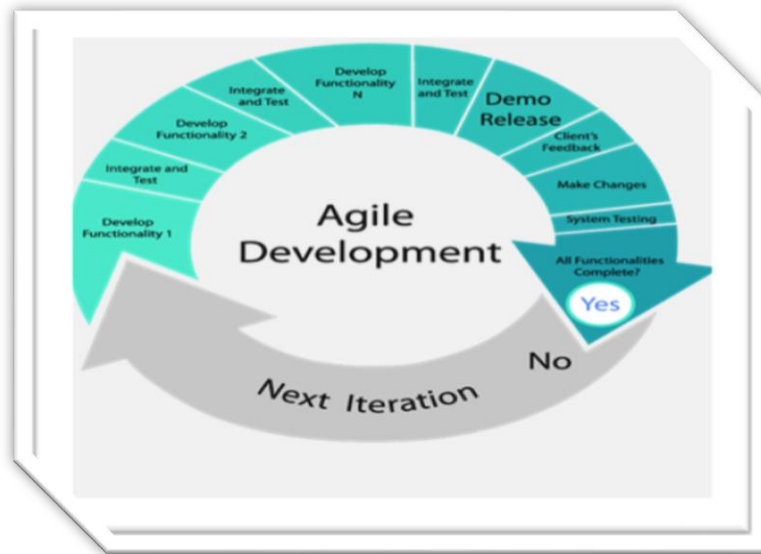 Develop
Functionality 1
Integrate and
Test
Develop
Functionality 2
Integrate
and Test
Develop
Functionality
N
Integrate
and Test
Demo
Release
Client's
Feedback
Make Changes
System Testing
All Functionalities
Complete?
Yes
No
Next Iteration
Agile
Development